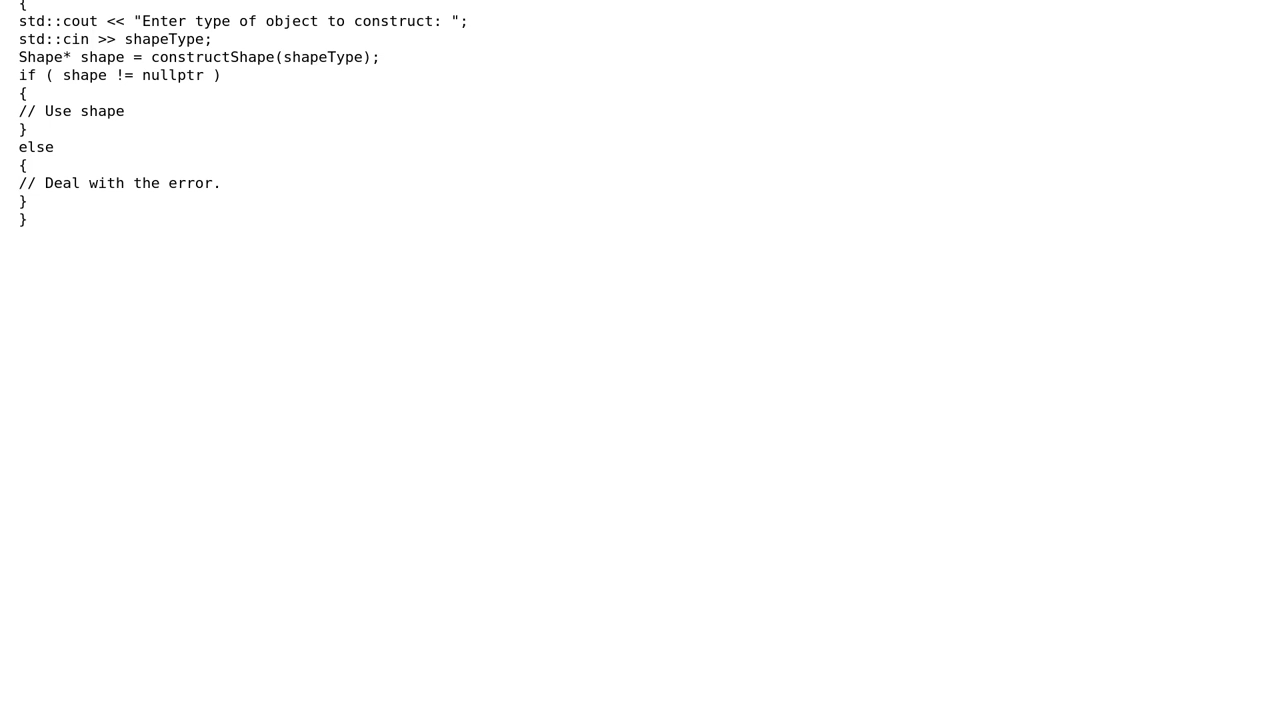 {
std::cout << "Enter type of object to construct: ";
std::cin >> shapeType;
Shape* shape = constructShape(shapeType);
if ( shape != nullptr )
{
// Use shape
}
else
{
// Deal with the error.
}
}